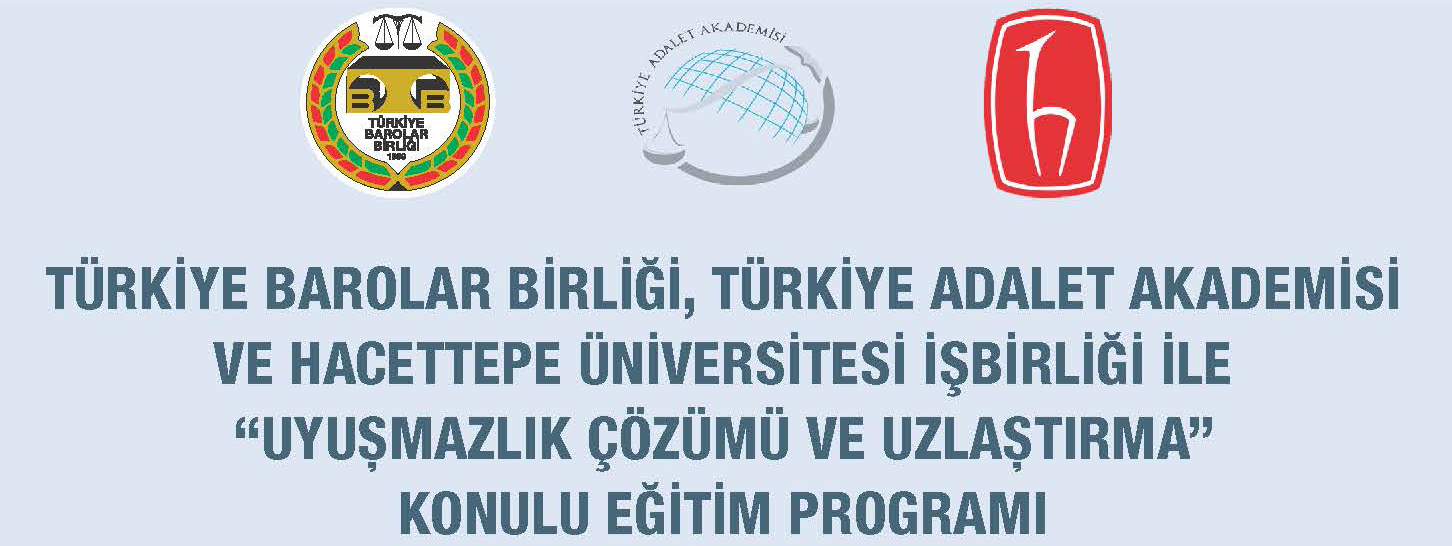 TÜRKİYE
BAROLAR
BİRLİĞİ
TÜRKİYE ADALET AKADEMİSİ
TÜRKİYE BAROLAR BİRLİĞİ, TÜRKİYE ADALET AKADEMİSİ
VE HACETTEPE ÜNİVERSİTESİ İŞBİRLİĞİ İLE
“UYUŞMAZLIK ÇÖZÜMÜ VE UZLAŞTIRMA”
KONULU EĞİTİM PROGRAMI